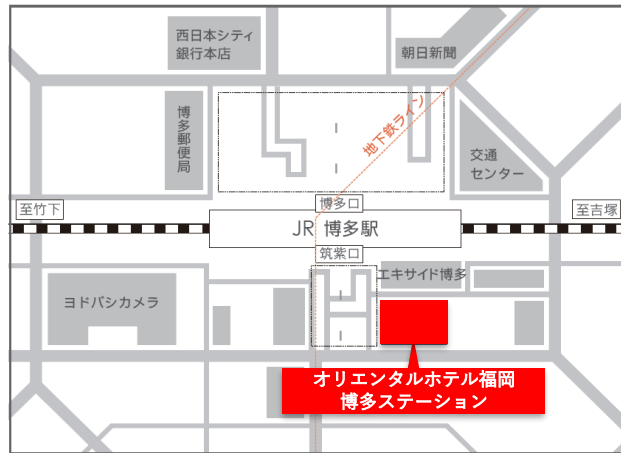 西日本シティ
銀行本店
朝日新聞
博多郵便局
地下鉄ライン
交通
センター
至竹下
博多口
至吉塚
JR 博多駅
筑紫口
エキサイド博多
ヨドバシカメラ
オリエンタルホテル福岡
博多ステーション